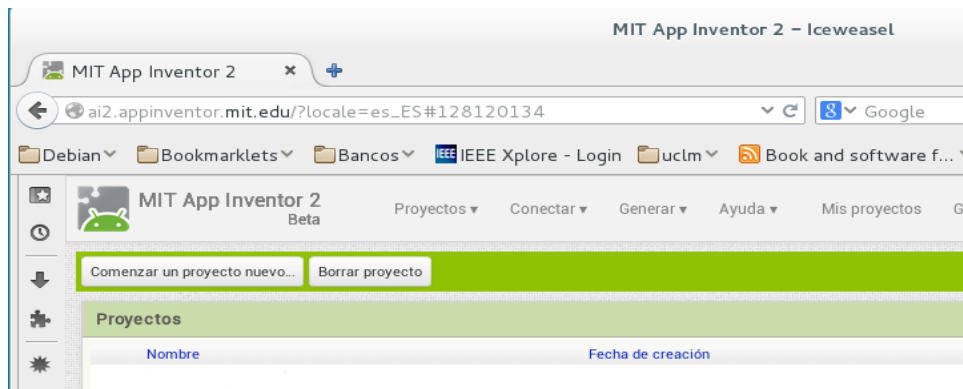 MIT App Inventor 2 – Iceweasel
MIT App Inventor 2
ai2.appinventor.mit.edu/?locale=es_ES#128120134
Google
Debian Bookmarklets Bancos IEEE IEEE Xplore - Login uclm Book and software f...
MIT App Inventor 2
Beta
Proyectos Conectar Generar Ayuda Mis proyectos G
Comenzar un proyecto nuevo... Borrar proyecto
Proyectos
Nombre Fecha de creación